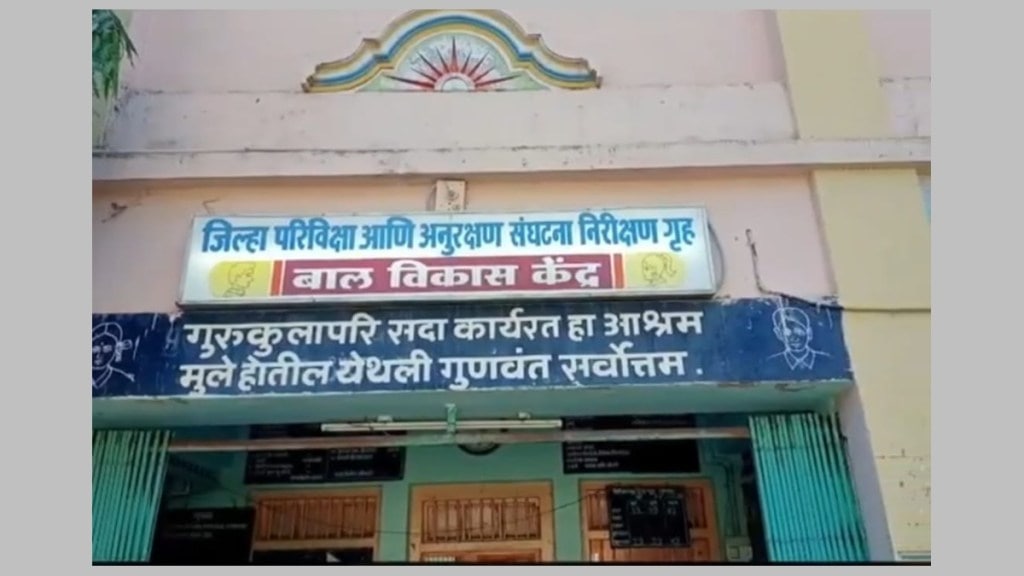 जिल्हा परिविक्षा आणि अनुरक्षण संघटना निरीक्षण गृह
बाल विकास केंद्र
गुरुकुलापरि सदा कार्यरत हा आश्रम
मुले होतील येथली गुणवंत सर्वोत्तम .